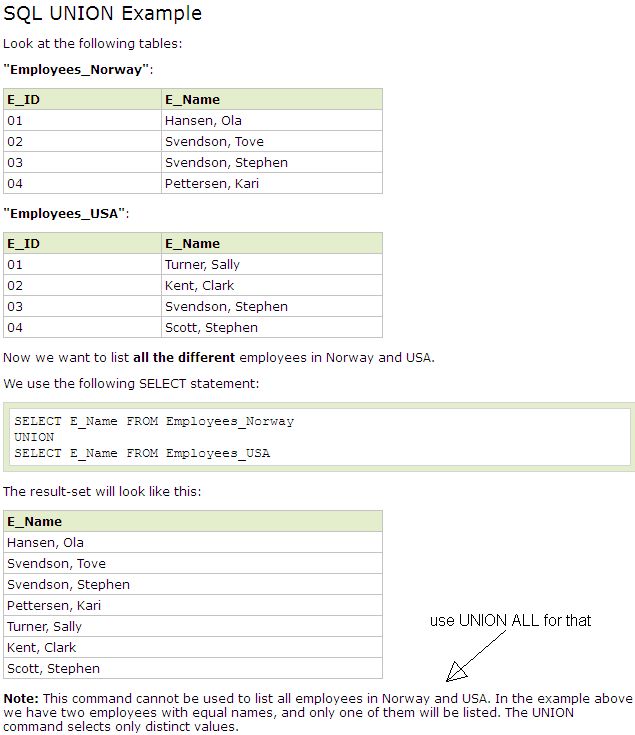 SQL UNION Example
Look at the following tables:
"Employees_Norway":
E_ID E_Name
01 Hansen, Ola
02 Svendson, Tove
03 Svendson, Stephen
04 Pettersen, Kari
"Employees_USA":
E_ID E_Name
01 Turner, Sally
02 Kent, Clark
03 Svendson, Stephen
04 Scott, Stephen
Now we want to list all the different employees in Norway and USA.
We use the following SELECT statement:
SELECT E_Name FROM Employees_Norway
UNION
SELECT E_Name FROM Employees_USA
The result-set will look like this:
E_Name
Hansen, Ola
Svendson, Tove
Svendson, Stephen
Pettersen, Kari
Turner, Sally
Kent, Clark
Scott, Stephen
use UNION ALL for that
Note: This command cannot be used to list all employees in Norway and USA. In the example above
we have two employees with equal names, and only one of them will be listed. The UNION
command selects only distinct values.